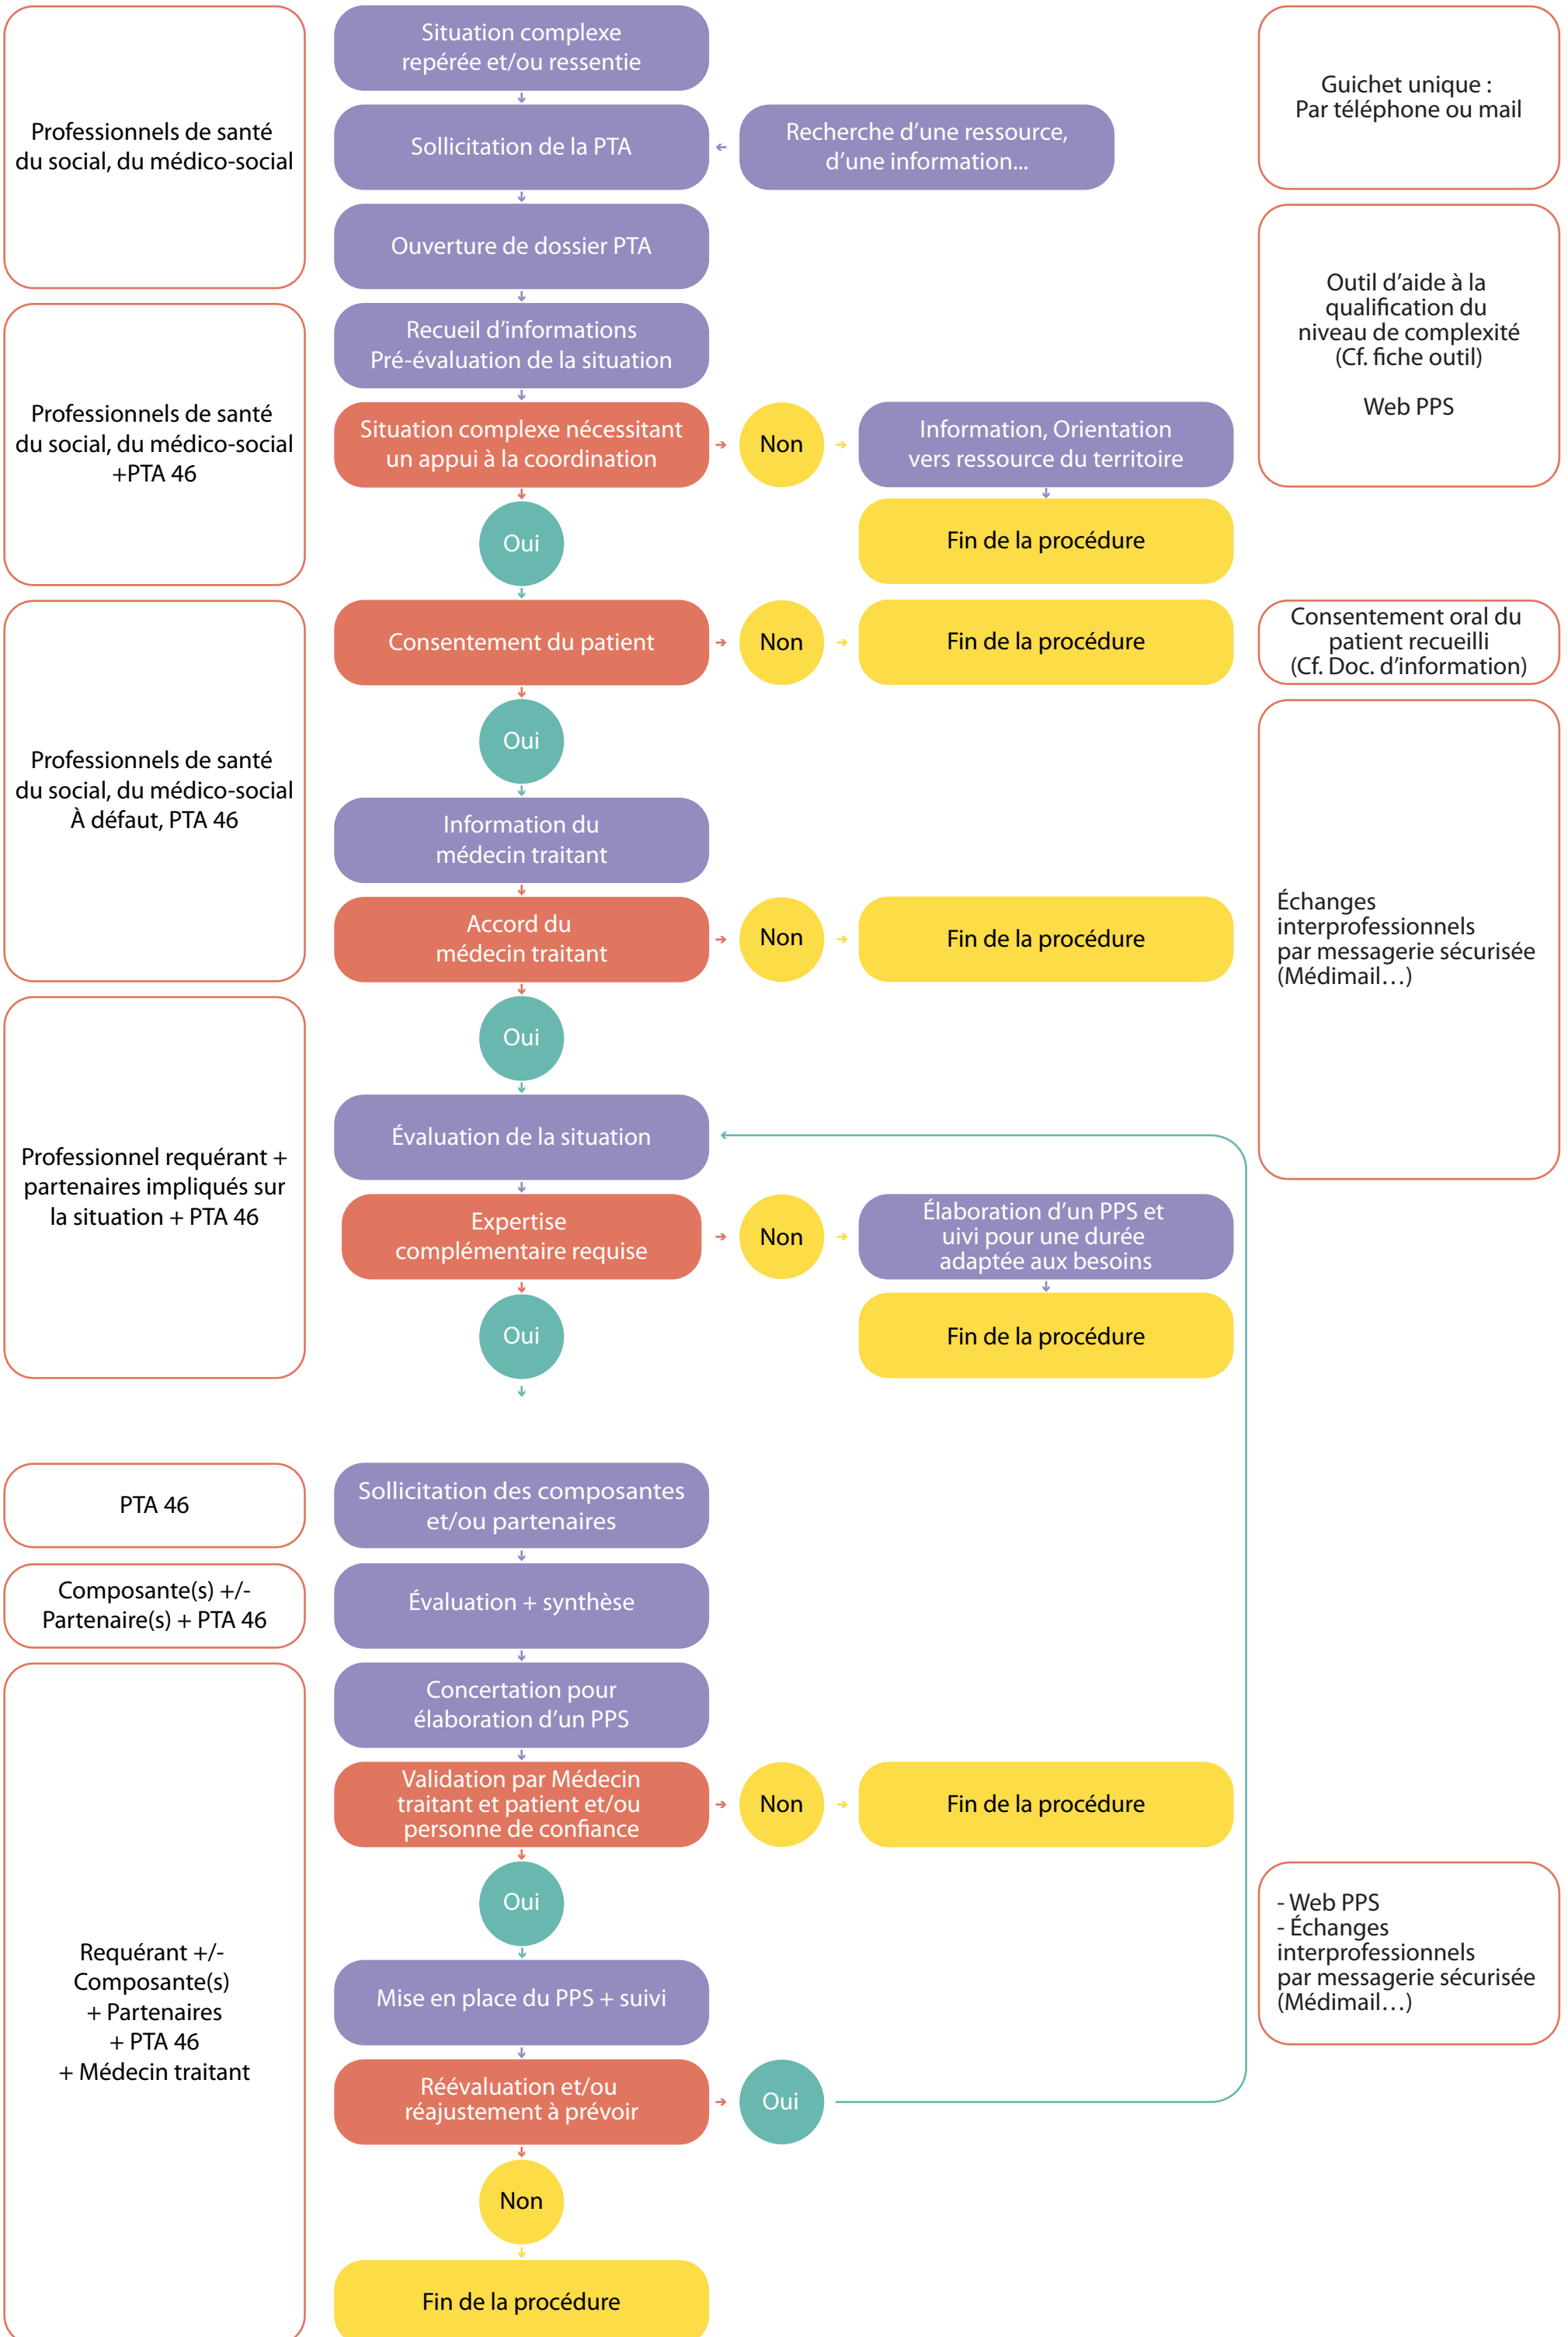 Situation complexe
repérée et/ou ressentie
Guichet unique :
Par téléphone ou mail
Professionnels de santé
du social, du médico-social
Sollicitation de la PTA
Recherche d’une ressource,
d’une information...
Ouverture de dossier PTA
Outil d’aide à la
qualification du
niveau de complexité
(Cf. fiche outil)
Web PPS
Recueil d’informations
Pré-évaluation de la situation
Professionnels de santé
du social, du médico-social
+PTA 46
Situation complexe nécessitant
un appui à la coordination
Non
Information, Orientation
vers ressource du territoire
Oui
Fin de la procédure
Consentement du patient
Non
Fin de la procédure
Consentement oral du
patient recueilli
(Cf. Doc. d’information)
Oui
Professionnels de santé
du social, du médico-social
À défaut, PTA 46
Information du
médecin traitant
Accord du
médecin traitant
Non
Fin de la procédure
Échanges
interprofessionnels
par messagerie sécurisée
(Médimail…)
Oui
Évaluation de la situation
Professionnel requérant +
partenaires impliqués sur
la situation + PTA 46
Expertise
complémentaire requise
Non
Élaboration d’un PPS et
uivi pour une durée
adaptée aux besoins
Oui
Fin de la procédure
PTA 46
Sollicitation des composantes
et/ou partenaires
Composante(s) +/-
Partenaire(s) + PTA 46
Évaluation + synthèse
Concertation pour
élaboration d’un PPS
Validation par Médecin
traitant et patient et/ou
personne de confiance
Non
Fin de la procédure
Oui
- Web PPS
- Échanges
interprofessionnels
par messagerie sécurisée
(Médimail…)
Requérant +/-
Composante(s)
+ Partenaires
+ PTA 46
+ Médecin traitant
Mise en place du PPS + suivi
Réévaluation et/ou
réajustement à prévoir
Oui
Non
Fin de la procédure